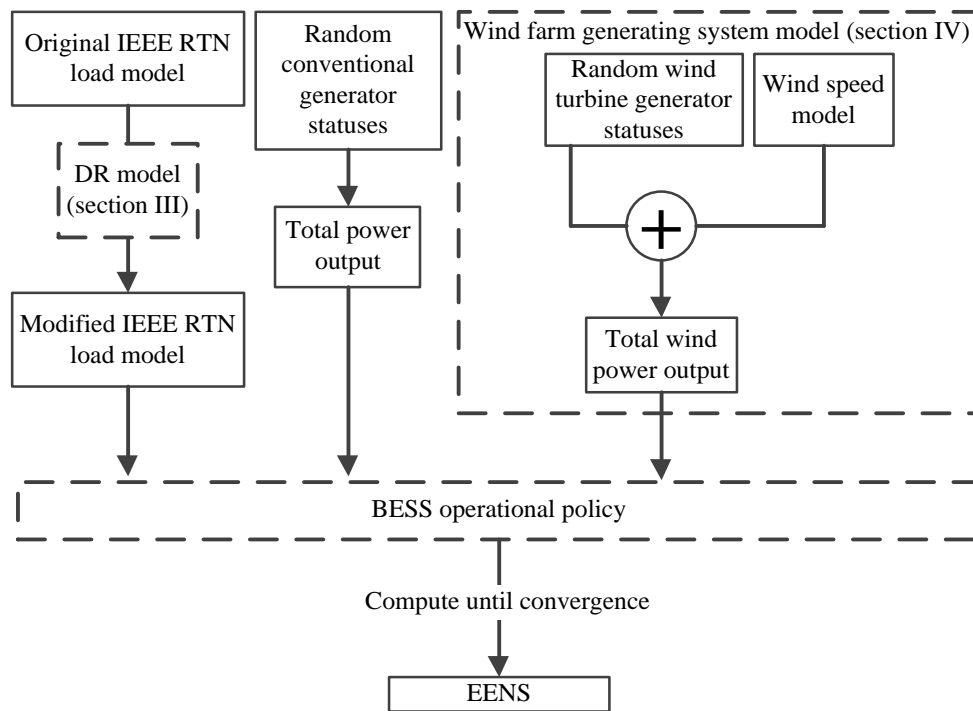 Original IEEE RTN
load model
DR model
(section III)
Modified IEEE RTN
load model
Random
conventional
generator
statuses
Total power
output
Wind farm generating system model (section IV)
Random wind
turbine generator
statuses
Wind speed
model
+
Total wind
power output
BESS operational policy
Compute until convergence
EENS